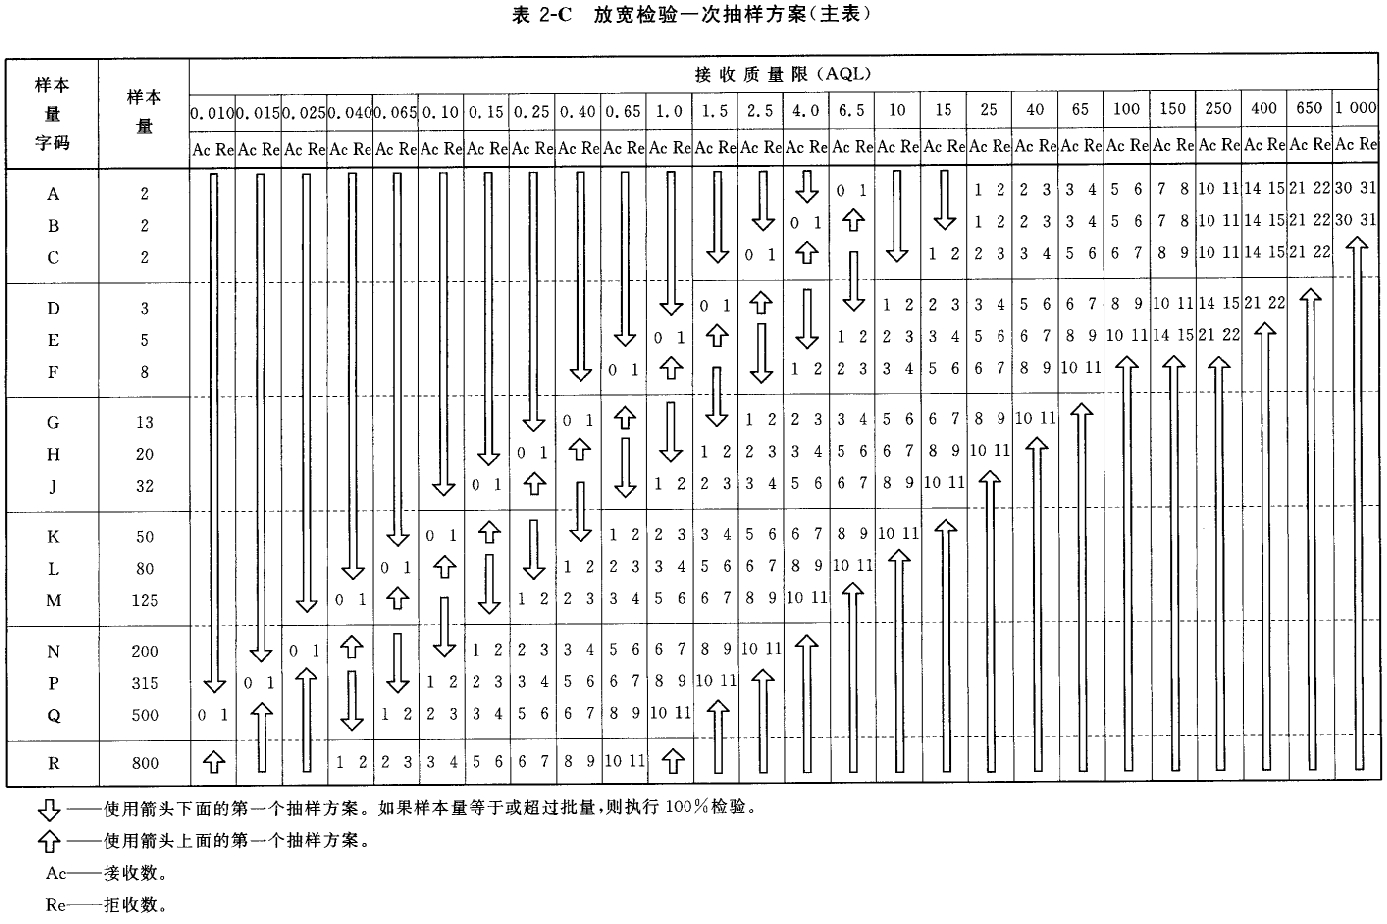 表 2-C 放宽检验一次抽样方案(主表)
样本量字码 样本量 接收质量限(AQL)
0.010 0.015 0.025 0.040 0.065 0.10 0.15 0.25 0.40 0.65 1.0 1.5 2.5 4.0 6.5 10 15 25 40 65 100 150 250 400 650 1 000
Ac Re Ac Re Ac Re Ac Re Ac Re Ac Re Ac Re Ac Re Ac Re Ac Re Ac Re Ac Re Ac Re Ac Re Ac Re Ac Re Ac Re Ac Re Ac Re Ac Re Ac Re Ac Re Ac Re Ac Re Ac Re Ac Re
A 2 0 1 1 2 2 3 3 4 5 6 7 8 10 11 14 15 21 22 30 31
B 2 0 1 1 2 2 3 3 4 5 6 7 8 10 11 14 15 21 22 30 31
C 2 0 1 1 2 2 3 3 4 5 6 6 7 8 9 10 11 14 15 21 22
D 3 0 1 1 2 2 3 3 4 5 6 6 7 8 9 10 11 14 15 21 22
E 5 0 1 1 2 2 3 3 4 5 6 6 7 8 9 10 11 14 15 21 22
F 8 0 1 1 2 2 3 3 4 5 6 6 7 8 9 10 11
G 13 0 1 1 2 2 3 3 4 5 6 6 7 8 9 10 11
H 20 0 1 1 2 2 3 3 4 5 6 6 7 8 9 10 11
J 32 0 1 1 2 2 3 3 4 5 6 6 7 8 9 10 11
K 50 0 1 1 2 2 3 3 4 5 6 6 7 8 9 10 11
L 80 0 1 1 2 2 3 3 4 5 6 6 7 8 9 10 11
M 125 0 1 1 2 2 3 3 4 5 6 6 7 8 9 10 11
N 200 0 1 1 2 2 3 3 4 5 6 6 7 8 9 10 11
P 315 0 1 1 2 2 3 3 4 5 6 6 7 8 9 10 11
Q 500 0 1 1 2 2 3 3 4 5 6 6 7 8 9 10 11
R 800 1 2 2 3 3 4 5 6 6 7 8 9 10 11
⇩——使用箭头下面的第一个抽样方案。如果样本量等于或超过批量,则执行 100%检验。
⇧——使用箭头上面的第一个抽样方案。
Ac——接收数。
Re——拒收数。